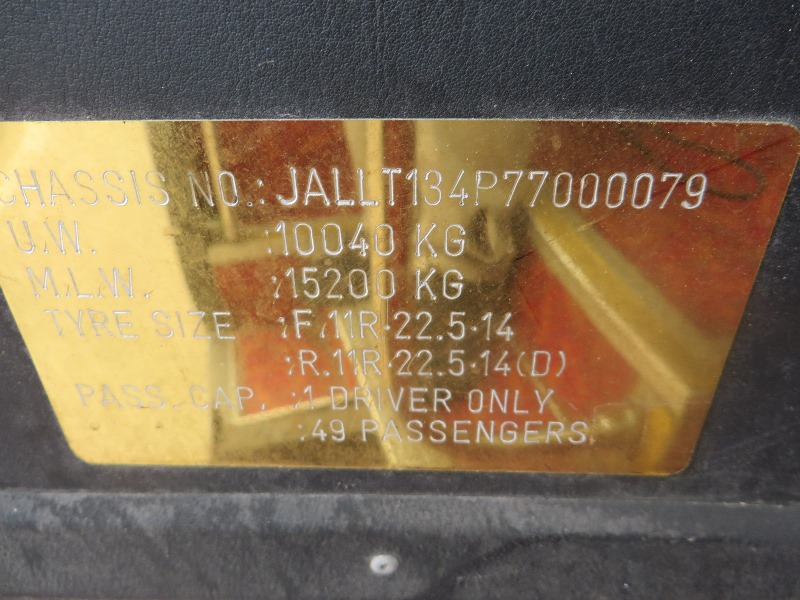 CHASSIS NO.: JALLT134P77000079
U.W. :10040 KG
M.L.W. :15200 KG
TYRE SIZE :F.11R·22.5·14
:R.11R·22.5·14(D)
PASS. CAP. :1 DRIVER ONLY
:49 PASSENGERS